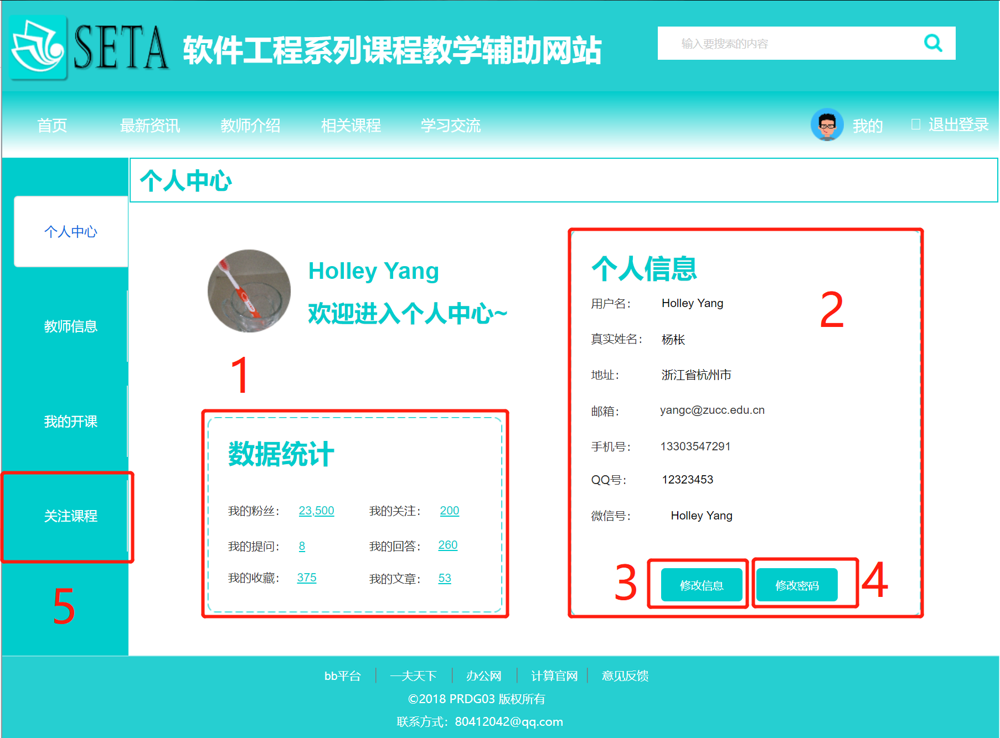 SETA 软件工程系列课程教学辅助网站
输入要搜索的内容
首页 最新资讯 教师介绍 相关课程 学习交流 我的 退出登录
个人中心
个人中心
教师信息
我的开课
关注课程
5
Holley Yang
欢迎进入个人中心~
1
数据统计
我的粉丝： 23,500 我的关注： 200
我的提问： 8 我的回答： 260
我的收藏： 375 我的文章： 53
个人信息
2
用户名： Holley Yang
真实姓名： 杨枨
地址： 浙江省杭州市
邮箱： yangc@zucc.edu.cn
手机号： 13303547291
QQ号： 12323453
微信号： Holley Yang
3 修改信息 修改密码 4
bb平台 一夫天下 办公网 计算官网 意见反馈
©2018 PRDG03 版权所有
联系方式：80412042@qq.com